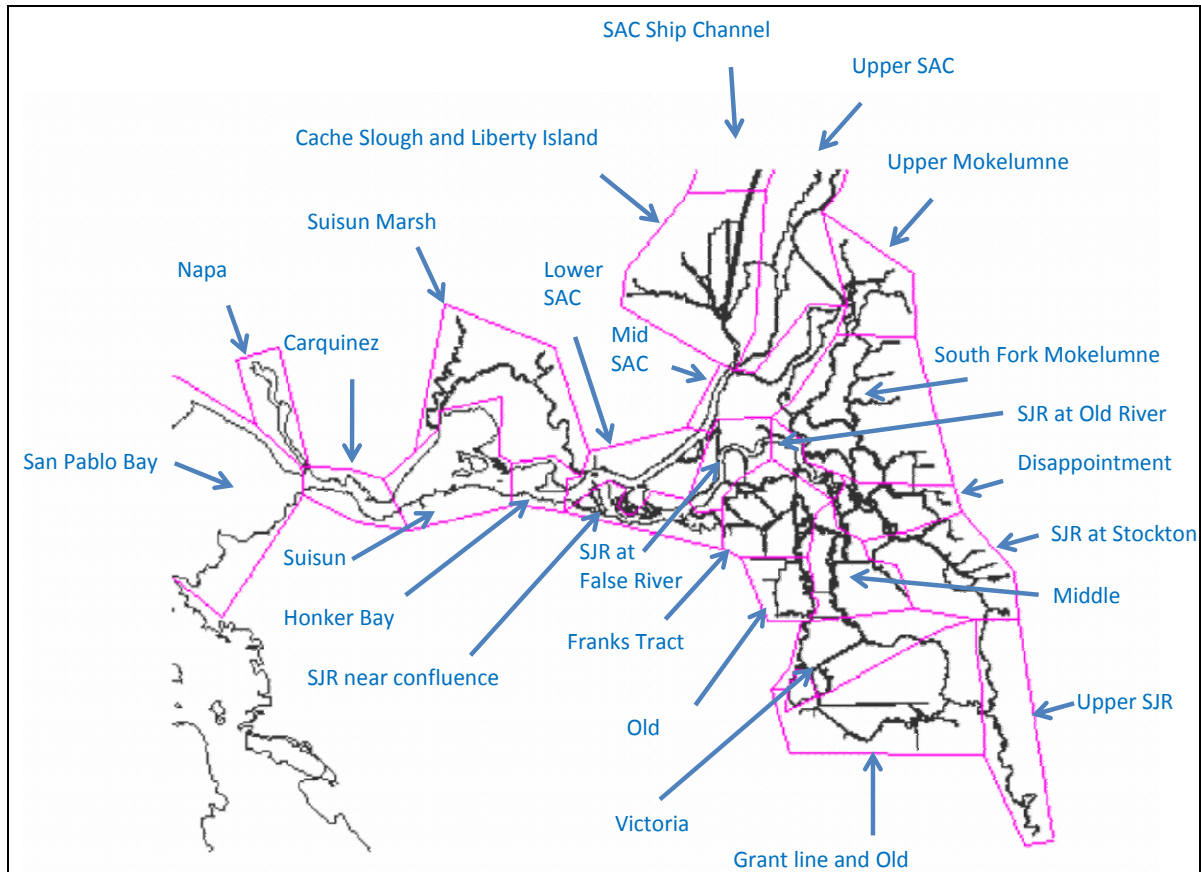 SAC Ship Channel
Upper SAC
Cache Slough and Liberty Island
Upper Mokelumne
Suisun Marsh
Napa
Lower
SAC
Carquinez
Mid
SAC
South Fork Mokelumne
SJR at Old River
San Pablo Bay
Disappointment
SJR at Stockton
Suisun
SJR at
False River
Middle
Honker Bay
Franks Tract
SJR near confluence
Old
Upper SJR
Victoria
Grant line and Old